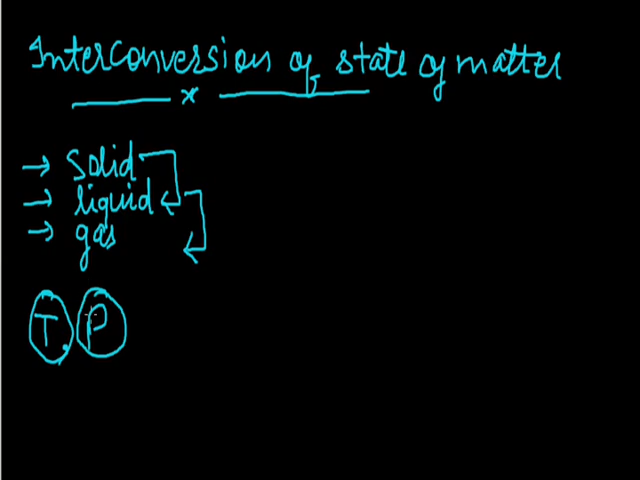 Interconversion of state of matter
x
→ solid
→ liquid
→ gas
T. P